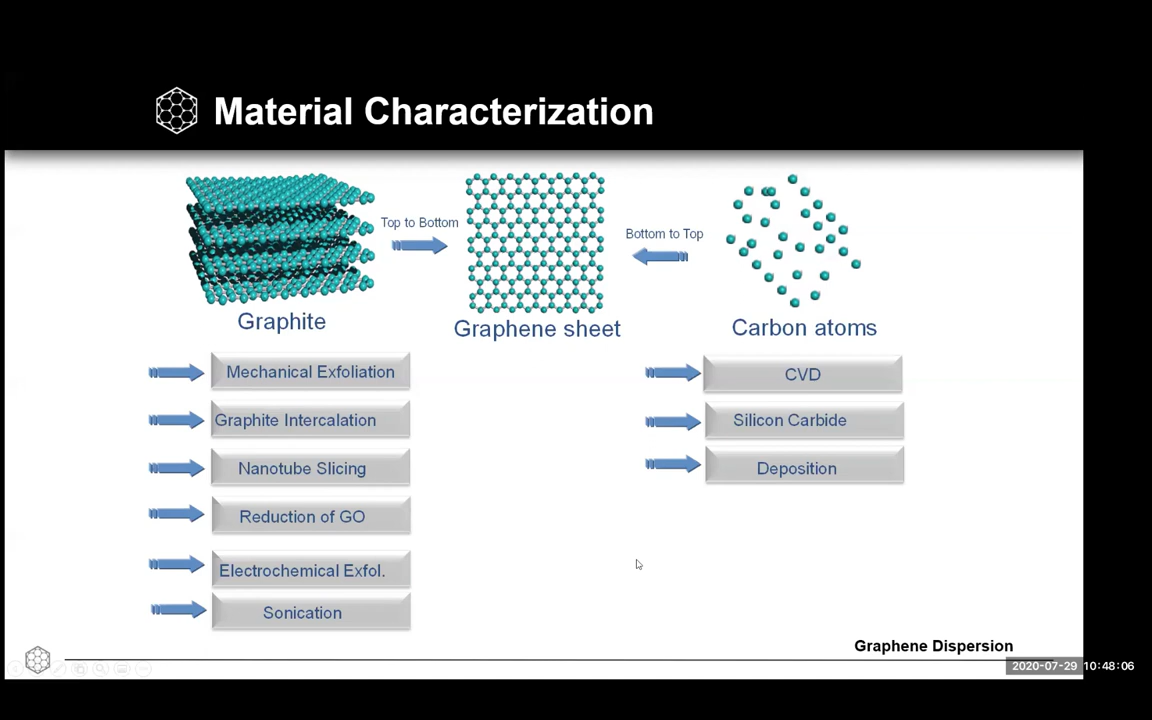 Material Characterization
Top to Bottom
Bottom to Top
Graphite
Graphene sheet
Carbon atoms
Mechanical Exfoliation
Graphite Intercalation
Nanotube Slicing
Reduction of GO
Electrochemical Exfol.
Sonication
CVD
Silicon Carbide
Deposition
Graphene Dispersion
2020-07-29 10:48:06